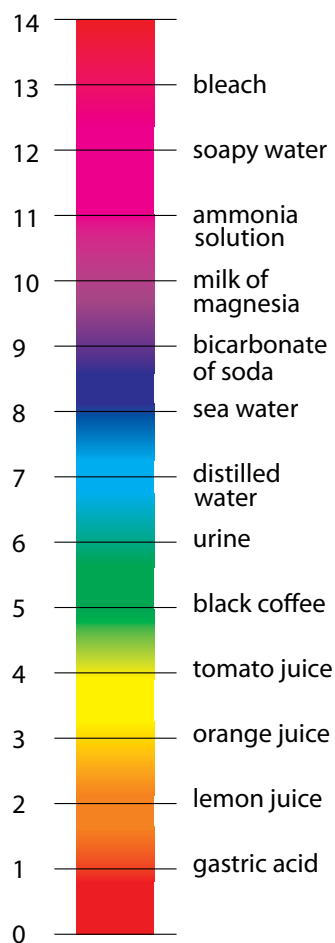 14
13 bleach
12 soapy water
11 ammonia
solution
10 milk of
magnesia
9 bicarbonate
of soda
8 sea water
7 distilled
water
6 urine
5 black coffee
4 tomato juice
3 orange juice
2 lemon juice
1 gastric acid
0